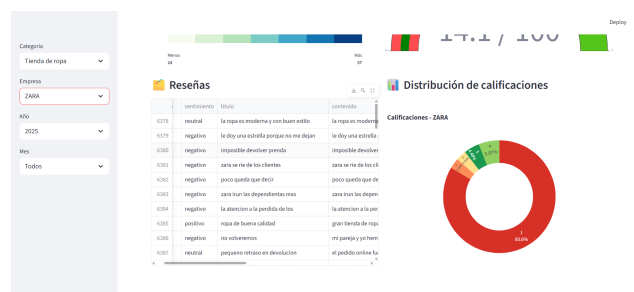 Deploy
Categoría
Tienda de ropa
Empresa
ZARA
Año
2025
Mes
Todos
Menos
24
Más
57
14.1 / 100
Reseñas
sentimiento título contenido
6378 neutral la ropa es moderna y con buen estilo la ropa es moderna
6379 negativo le doy una estrella porque no me dejan le doy una estrella
6380 negativo imposible devolver prenda imposible devolver
6381 negativo zara se rie de los clientes zara se rie de los cli
6382 negativo poco queda que decir poco queda que de
6383 negativo zara irun las dependientas mas zara irun las depen
6384 negativo la atencion a la perdida de los la atencion a la per
6385 positivo ropa de buena calidad gran tienda de ropa
6386 negativo no volveremos mi pareja y yo hem
6387 neutral pequeno retraso en devolucion el pedido online fu
Distribución de calificaciones
Calificaciones - ZARA
1
83.6%